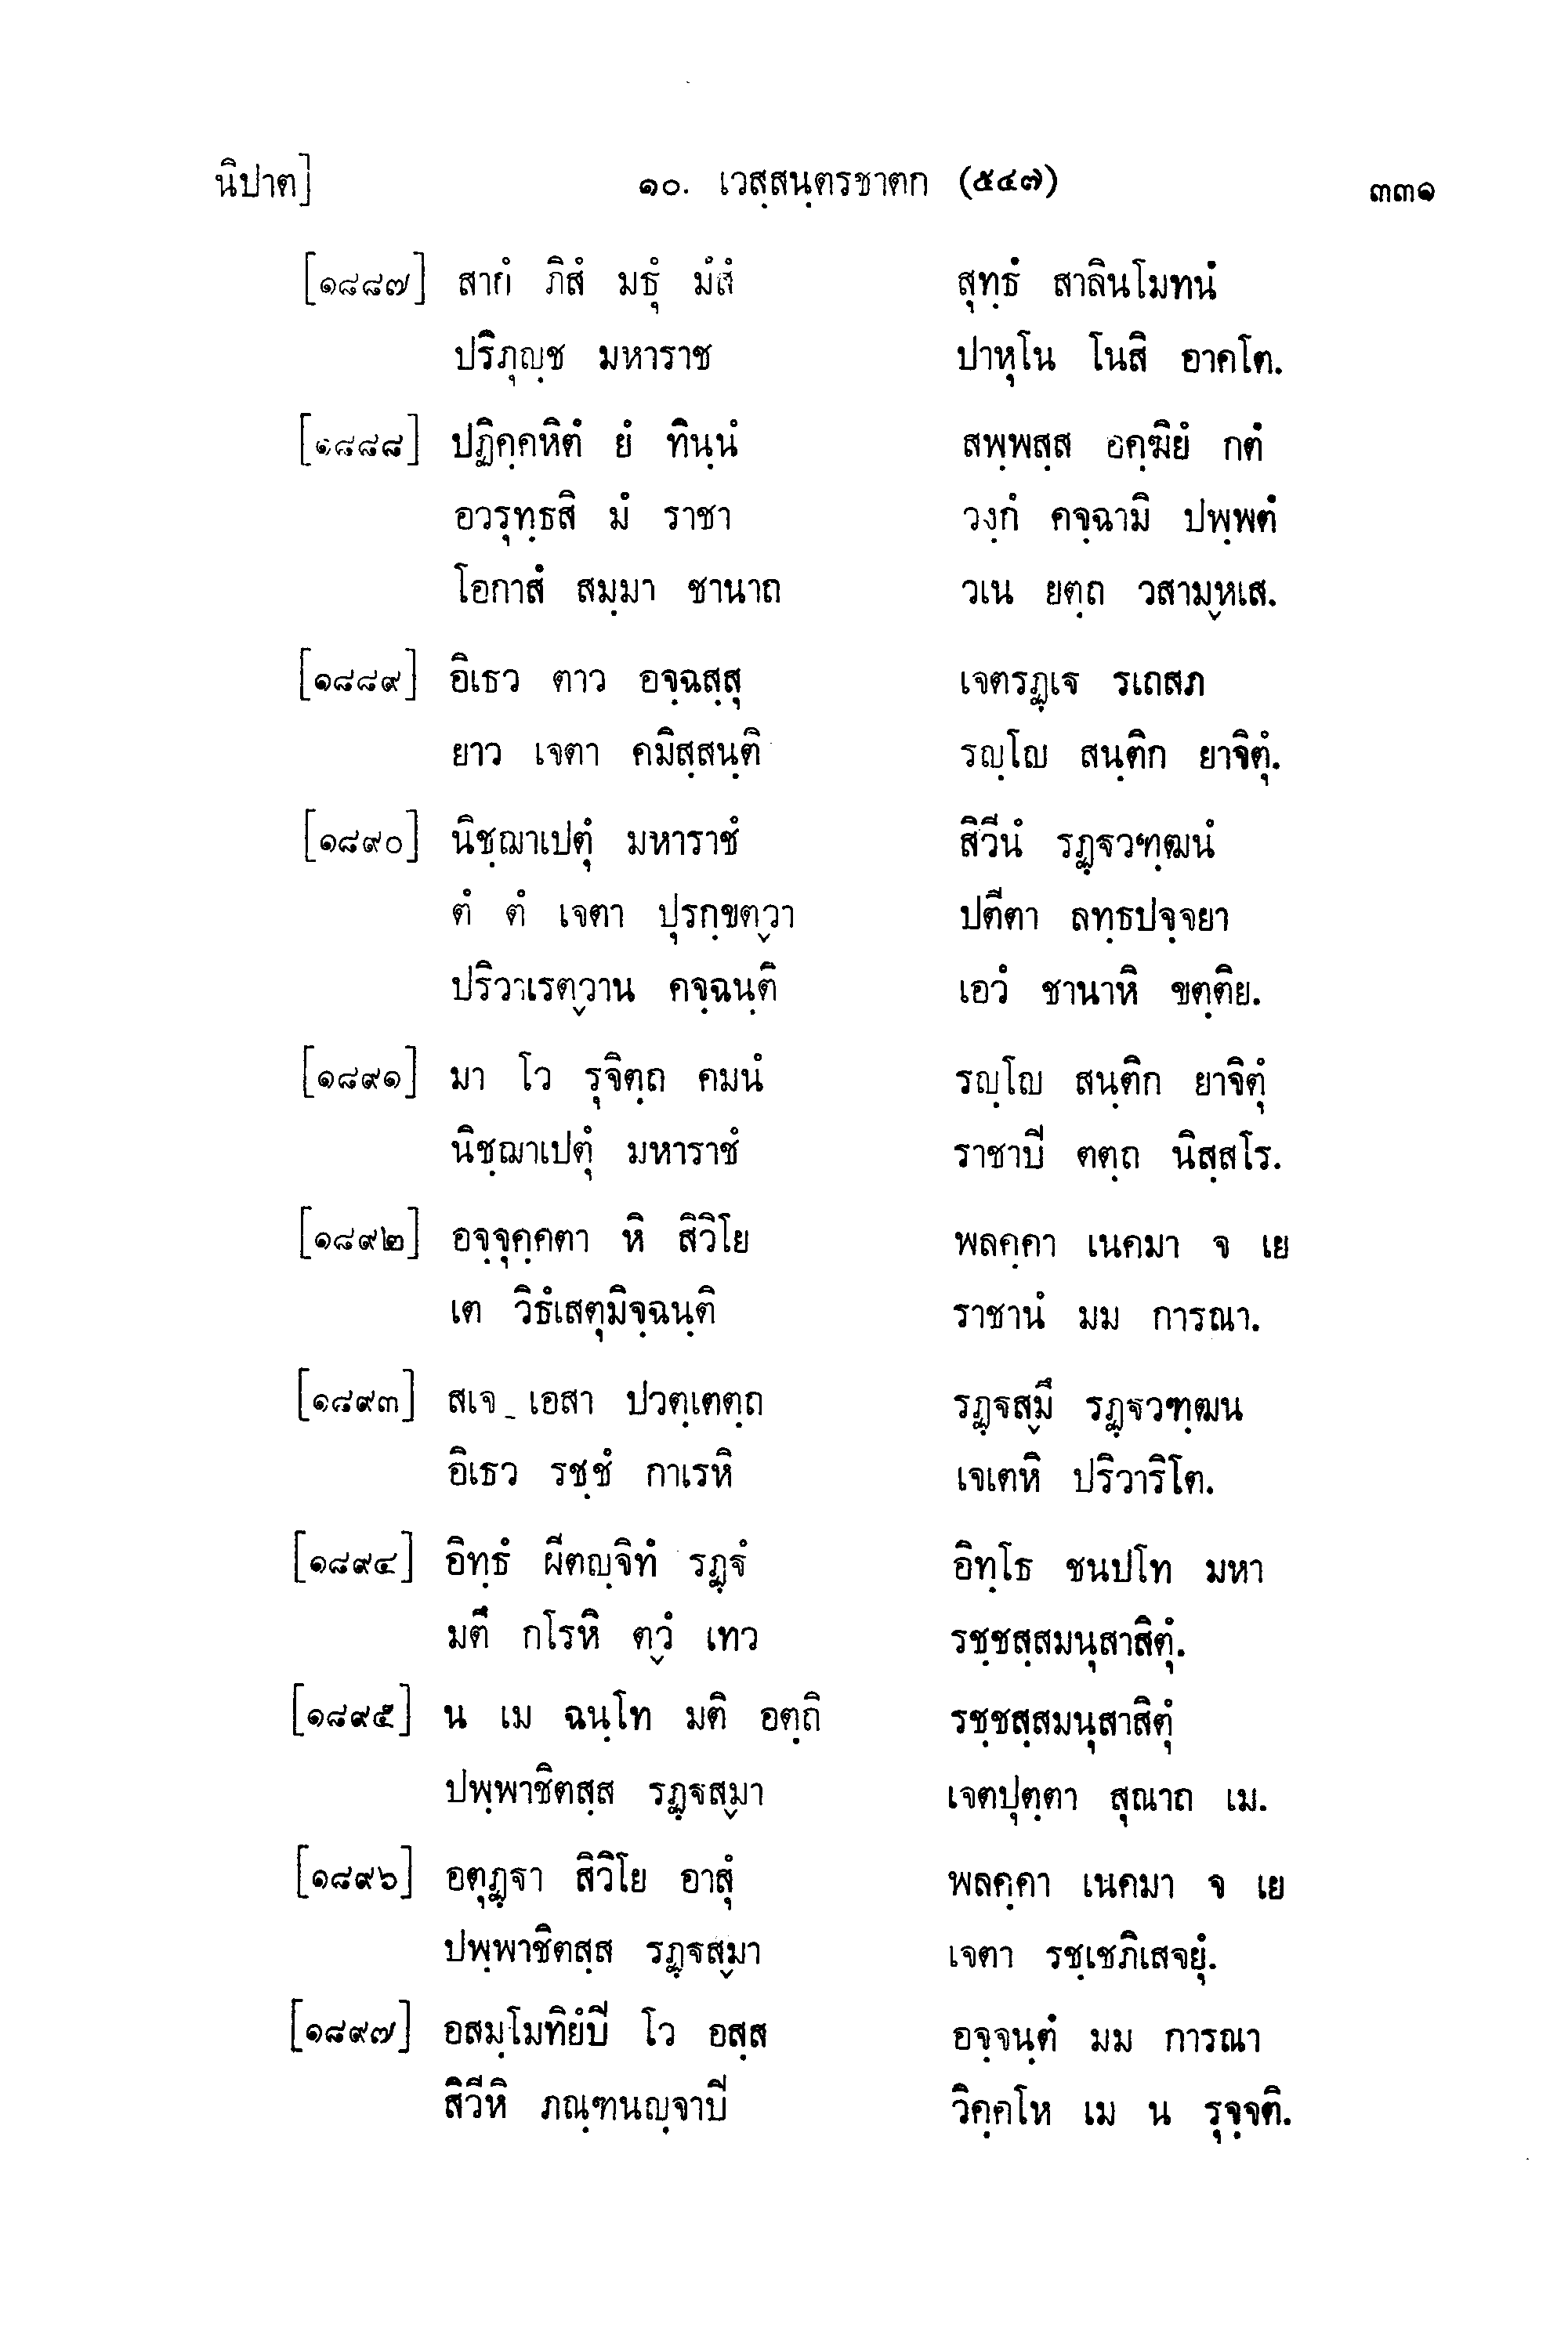 นิปาต] ๑๐. เวสฺสนฺตรชาตก (๕๔๗) ๓๓๑
[๑๘๘๗] สากํ ภิสํ มธุํ มํสํ สุทฺธํ สาลินโมทนํ
ปริภุญฺช มหาราช ปาหุโน โนสิ อาคโต.
[๑๘๘๘] ปฏิคฺคหิตํ ยํ ทินฺนํ สพฺพสฺส อคฺฆิยํ กตํ
อวรุทฺธสิ มํ ราชา วงฺกํ คจฺฉามิ ปพฺพตํ
โอกาสํ สมฺมา ชานาถ วเน ยตฺถ วสามฺหเส.
[๑๘๘๙] อิเธว ตาว อจฺฉสฺสุ เจตรฏฺเฐ รเถสภ
ยาว เจตา คมิสฺสนฺติ รญฺโญ สนฺติก ยาจิตุํ.
[๑๘๙๐] นิชฺฌาเปตุํ มหาราชํ สิวีนํ รฏฺฐวฑฺฒนํ
ตํ ตํ เจตา ปุรกฺขตฺวา ปตีตา ลทฺธปจฺจยา
ปริวาเรตฺวาน คจฺฉนฺติ เอวํ ชานาหิ ขตฺติย.
[๑๘๙๑] มา โว รุจิตฺถ คมนํ รญฺโญ สนฺติก ยาจิตุํ
นิชฺฌาเปตุํ มหาราชํ ราชาปี ตตฺถ นิสฺสโร.
[๑๘๙๒] อจฺจุคฺคตา หิ สิวิโย พลคฺคา เนคมา จ เย
เต วิธํเสตุมิจฺฉนฺติ ราชานํ มม การณา.
[๑๘๙๓] สเจ เอสา ปวตฺเตตฺถ รฏฺฐสฺมึ รฏฺฐวฑฺฒน
อิเธว รชฺชํ กาเรหิ เจเตหิ ปริวาริโต.
[๑๘๙๔] อิทฺธํ ผีตญฺจิทํ รฏฺฐํ อิทฺโธ ชนปโท มหา
มตึ กโรหิ ตฺวํ เทว รชฺชสฺสมนุสาสิตุํ.
[๑๘๙๕] น เม ฉนฺโท มติ อตฺถิ รชฺชสฺสมนุสาสิตุํ
ปพฺพาชิตสฺส รฏฺฐสฺมา เจตปุตฺตา สุณาถ เม.
[๑๘๙๖] อตุฏฺฐา สิวิโย อาสุํ พลคฺคา เนคมา จ เย
ปพฺพาชิตสฺส รฏฺฐสฺมา เจตา รชฺเชภิเสจยุํ.
[๑๘๙๗] อสมฺโมทิยํปี โว อสฺส อจฺจนฺตํ มม การณา
สิวีหิ ภณฺฑนญฺจาปี วิคฺคโห เม น รุจฺจติ.